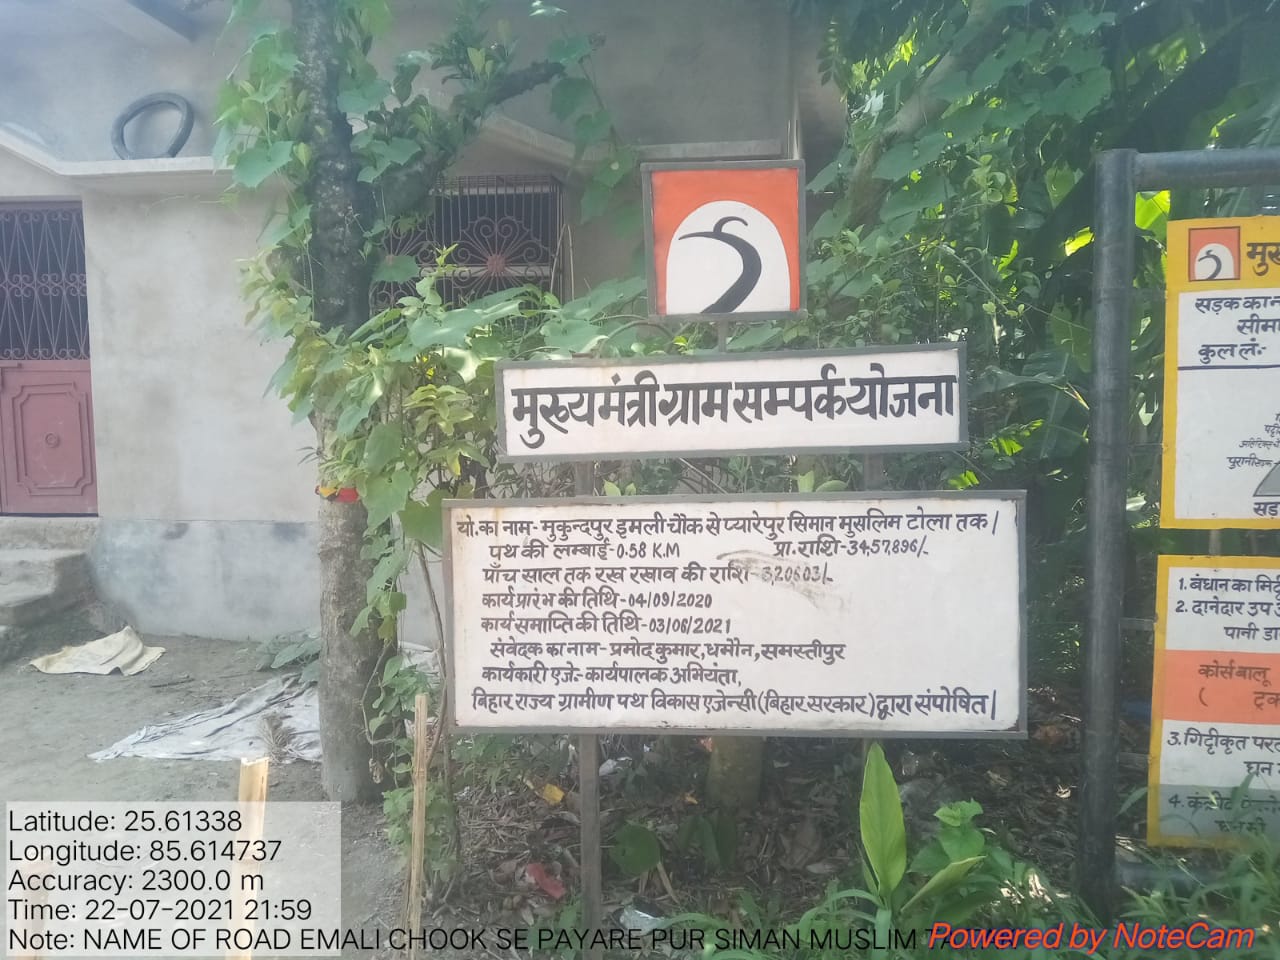 मुख्यमंत्री ग्राम सम्पर्क योजना
यो. का नाम- मुकुन्दपुर इमली चौक से प्यारेपुर सिमान मुसलिम टोला तक।
पथ की लम्बाई-0.58 K.M प्रा. राशि-34,57,896/-
पाँच साल तक रख रखाव की राशि-3,20603/-
कार्य प्रारंभ की तिथि-04/09/2020
कार्य समाप्ति की तिथि-03/06/2021
संवेदक का नाम- प्रमोद कुमार, धमौन, समस्तीपुर
कार्यकारी एजे:- कार्यपालक अभियंता,
बिहार राज्य ग्रामीण पथ विकास एजेन्सी (बिहार सरकार) द्वारा संपोषित।
सड़क का
कुल लं:-
1. बंधान का
2. दानेदार उप
पानी
कोर्स बालू
(
3. गिट्टीकृत
घन
4.
Latitude: 25.61338
Longitude: 85.614737
Accuracy: 2300.0 m
Time: 22-07-2021 21:59
Note: NAME OF ROAD EMALI CHOOK SE PAYARE PUR SIMAN MUSLIM
Powered by NoteCam